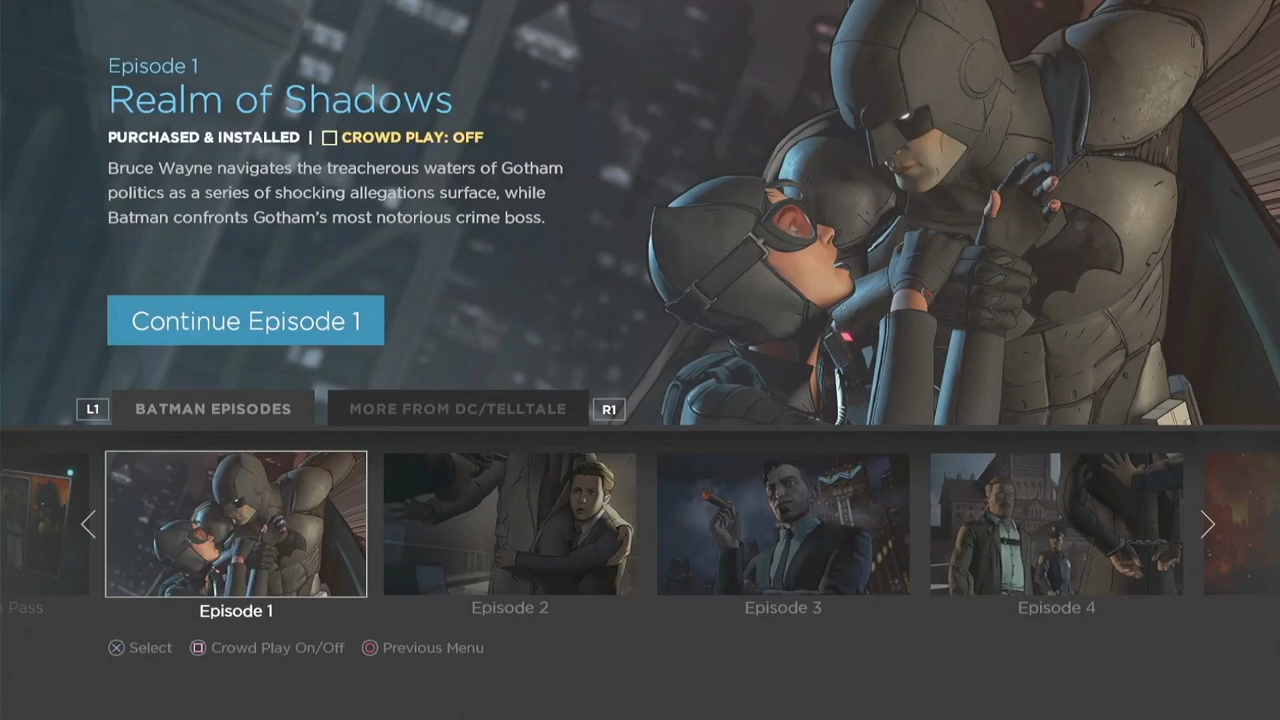 Episode 1
Realm of Shadows
PURCHASED & INSTALLED | CROWD PLAY: OFF
Bruce Wayne navigates the treacherous waters of Gotham
politics as a series of shocking allegations surface, while
Batman confronts Gotham's most notorious crime boss.
Continue Episode 1
L1 BATMAN EPISODES MORE FROM DC/TELLTALE R1
Pass Episode 1 Episode 2 Episode 3 Episode 4
Select Crowd Play On/Off Previous Menu